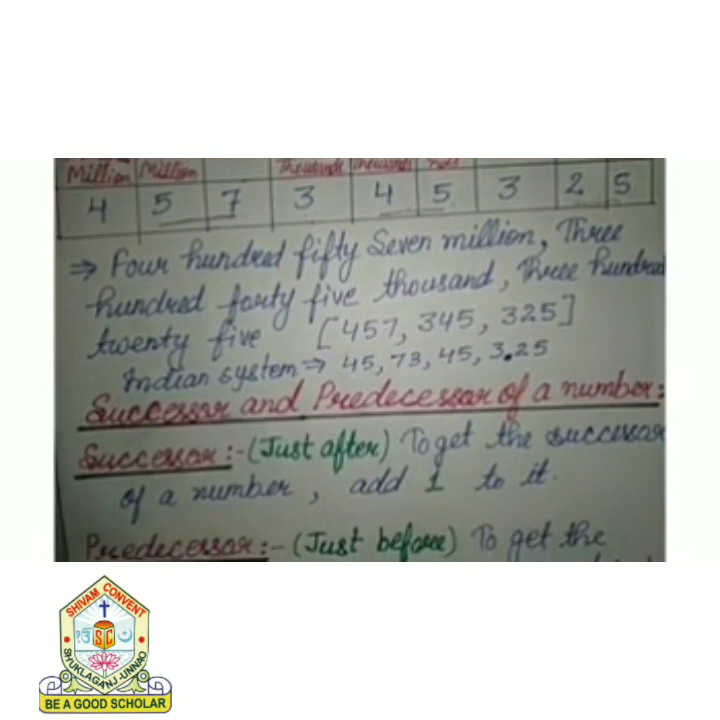 Million Million Thousands Thousands
4 5 7 3 4 5 3 2 5
⇒ Four hundred fifty Seven million, Three
hundred forty five thousand, Three hundred
twenty five [457, 345, 325]
Indian system ⇒ 45, 73, 45, 3.25
Successor and Predecessor of a number:
Successor:- (Just after) To get the successor
of a number, add 1 to it.
Predecessor:- (Just before) To get the
SHIVAM CONVENT
SC
SHUKLAGANJ-UNNAO
BE A GOOD SCHOLAR